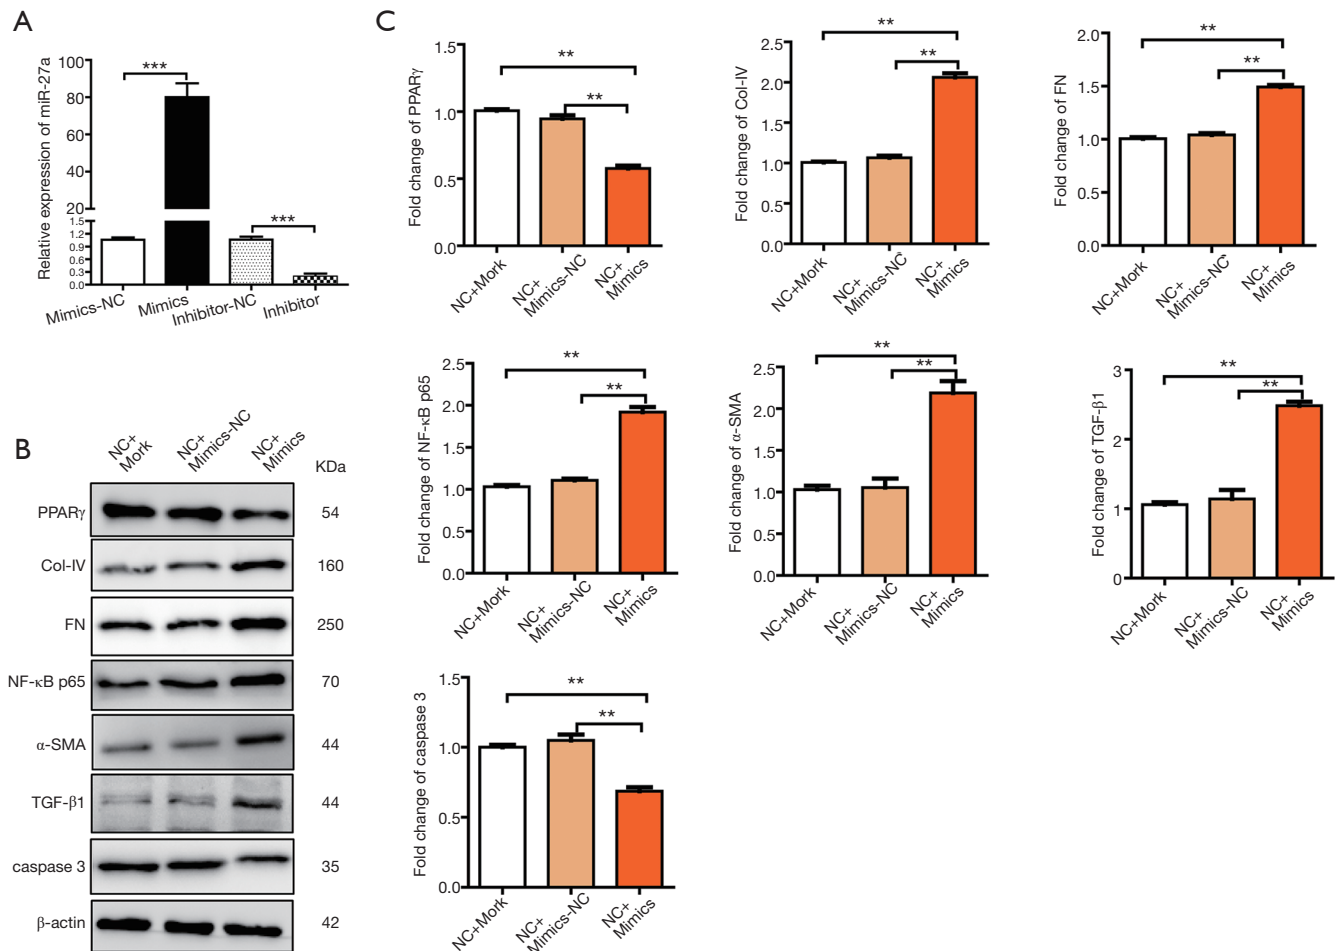 A
Relative expression of miR-27a
100
80
60
40
20
1.5
1.2
0.9
0.6
0.3
0.0
***
***
Mimics-NC
Mimics
Inhibitor-NC
Inhibitor
B
NC+
Mork
NC+
Mimics-NC
NC+
Mimics
KDa
PPARγ
54
Col-IV
160
FN
250
NF-κB p65
70
α-SMA
44
TGF-β1
44
caspase 3
35
β-actin
42
C
Fold change of PPARγ
1.5
1.0
0.5
0.0
**
**
NC+Mork
NC+
Mimics-NC
NC+
Mimics
Fold change of Col-IV
2.5
2.0
1.5
1.0
0.5
0.0
**
**
NC+Mork
NC+
Mimics-NC
NC+
Mimics
Fold change of FN
2.0
1.5
1.0
0.5
0.0
**
**
NC+Mork
NC+
Mimics-NC
NC+
Mimics
Fold change of NF-κB p65
2.5
2.0
1.5
1.0
0.5
0.0
**
**
NC+Mork
NC+
Mimics-NC
NC+
Mimics
Fold change of α-SMA
2.5
2.0
1.5
1.0
0.5
0.0
**
**
NC+Mork
NC+
Mimics-NC
NC+
Mimics
Fold change of TGF-β1
3
2
1
0
**
**
NC+Mork
NC+
Mimics-NC
NC+
Mimics
Fold change of caspase 3
1.5
1.0
0.5
0.0
**
**
NC+Mork
NC+
Mimics-NC
NC+
Mimics